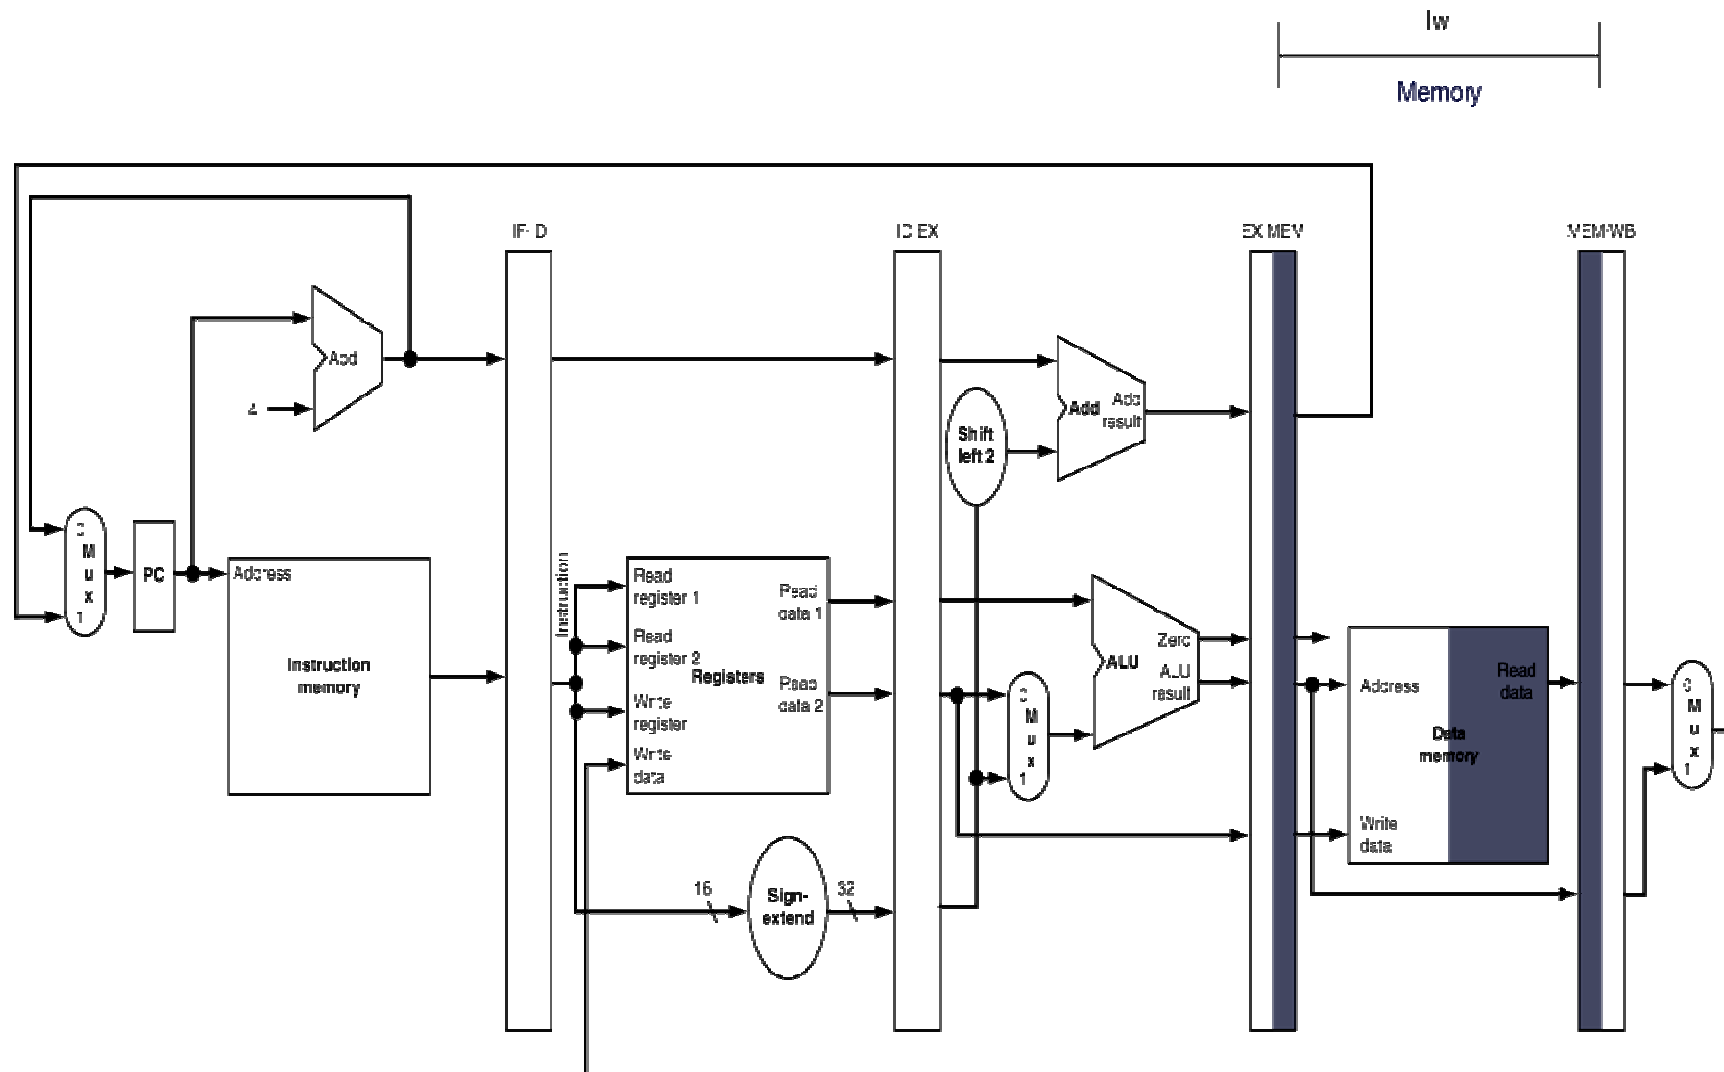 lw
Memory
IF/ID
ID/EX
EX/MEM
MEM/WB
Add
4
Add
Add
result
Shift
left 2
0
M
u
x
1
PC
Address
Instruction
memory
Instruction
Read
register 1
Read
register 2
Write
register
Write
data
Registers
Read
data 1
Read
data 2
0
M
u
x
1
Zero
ALU
ALU
result
Address
Read
data
Data
memory
Write
data
0
M
u
x
1
16
Sign-
extend
32